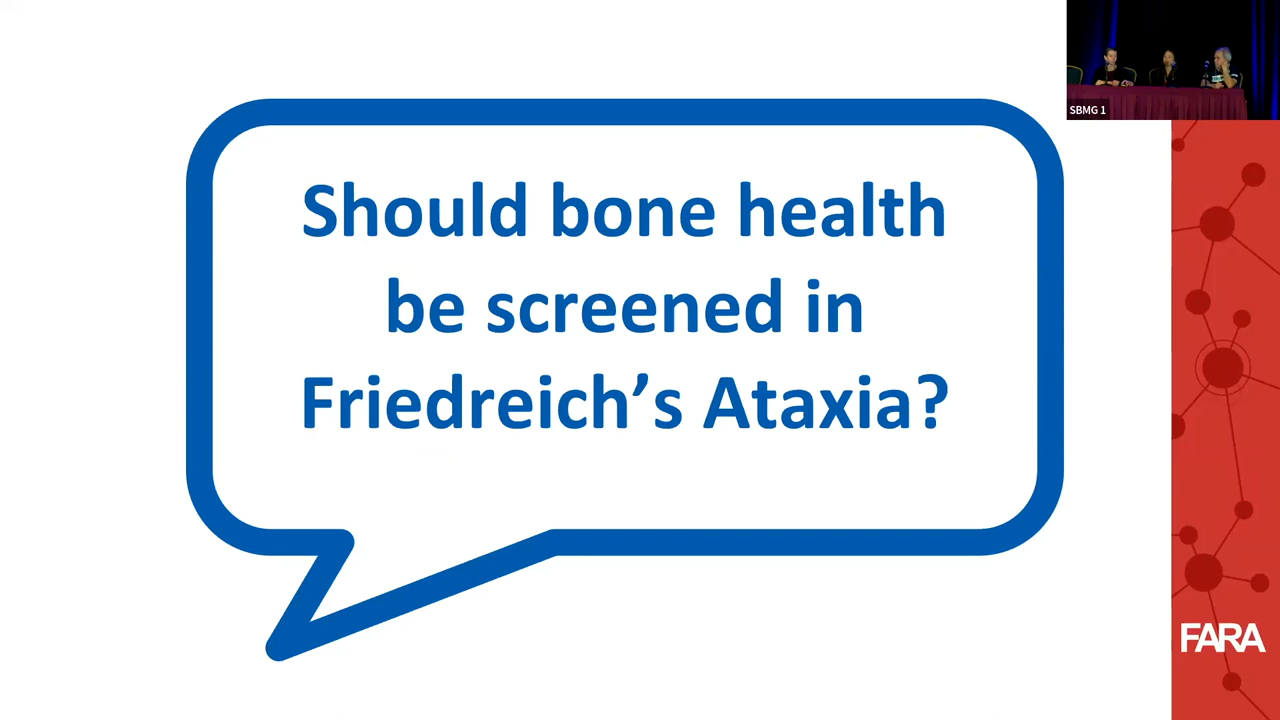 SBMG 1
Should bone health
be screened in
Friedreich's Ataxia?
FARA